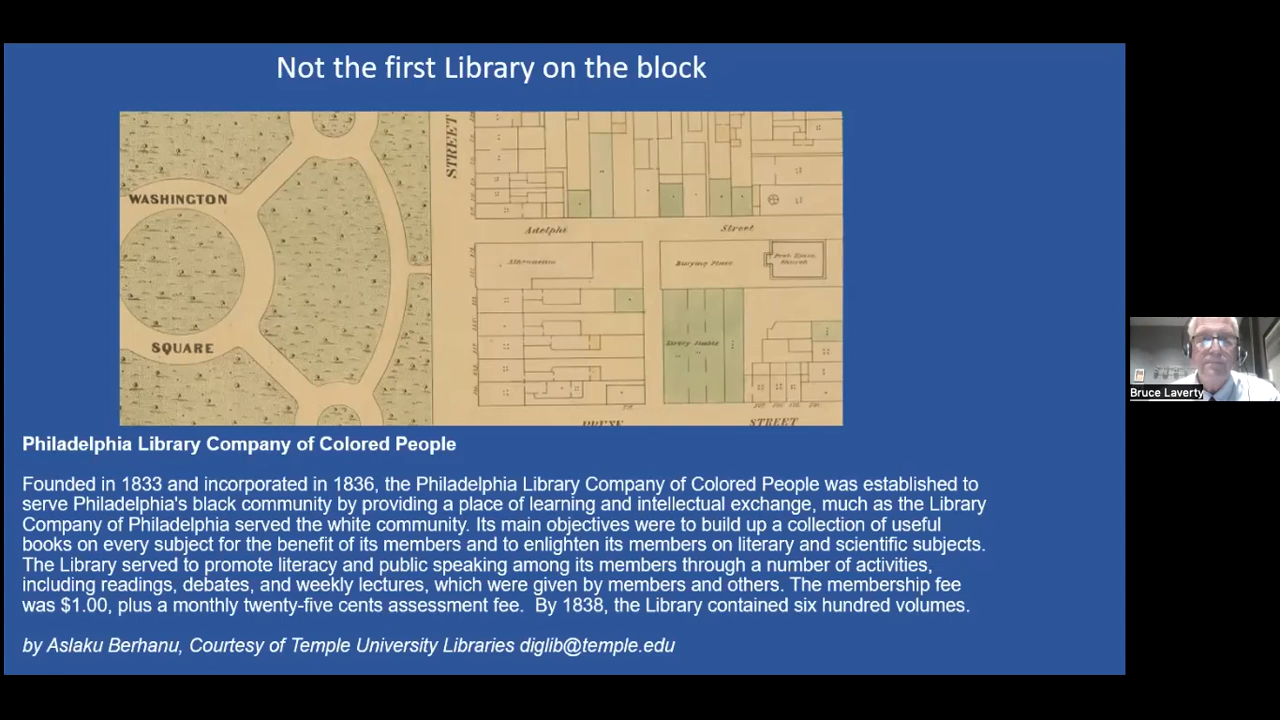 Not the first Library on the block
WASHINGTON
SQUARE
STREET
Adelphi Street
Athenaeum
Burying Place
Church
Livery Stables
STREET
Philadelphia Library Company of Colored People
Founded in 1833 and incorporated in 1836, the Philadelphia Library Company of Colored People was established to
serve Philadelphia's black community by providing a place of learning and intellectual exchange, much as the Library
Company of Philadelphia served the white community. Its main objectives were to build up a collection of useful
books on every subject for the benefit of its members and to enlighten its members on literary and scientific subjects.
The Library served to promote literacy and public speaking among its members through a number of activities,
including readings, debates, and weekly lectures, which were given by members and others. The membership fee
was $1.00, plus a monthly twenty-five cents assessment fee. By 1838, the Library contained six hundred volumes.
by Aslaku Berhanu, Courtesy of Temple University Libraries diglib@temple.edu
Bruce Laverty